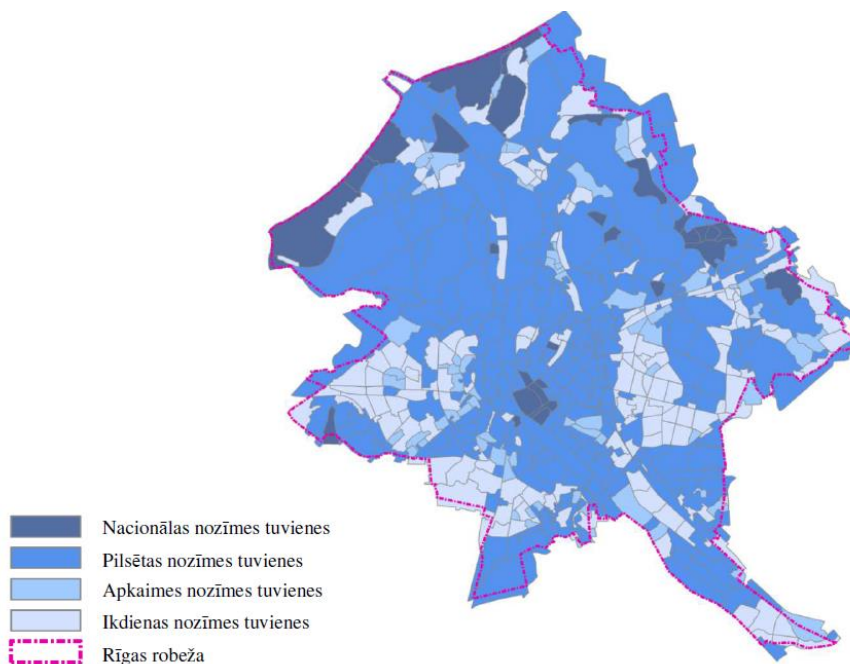 Nacionālas nozīmes tuvienes
Pilsētas nozīmes tuvienes
Apkaimes nozīmes tuvienes
Ikdienas nozīmes tuvienes
Rīgas robeža